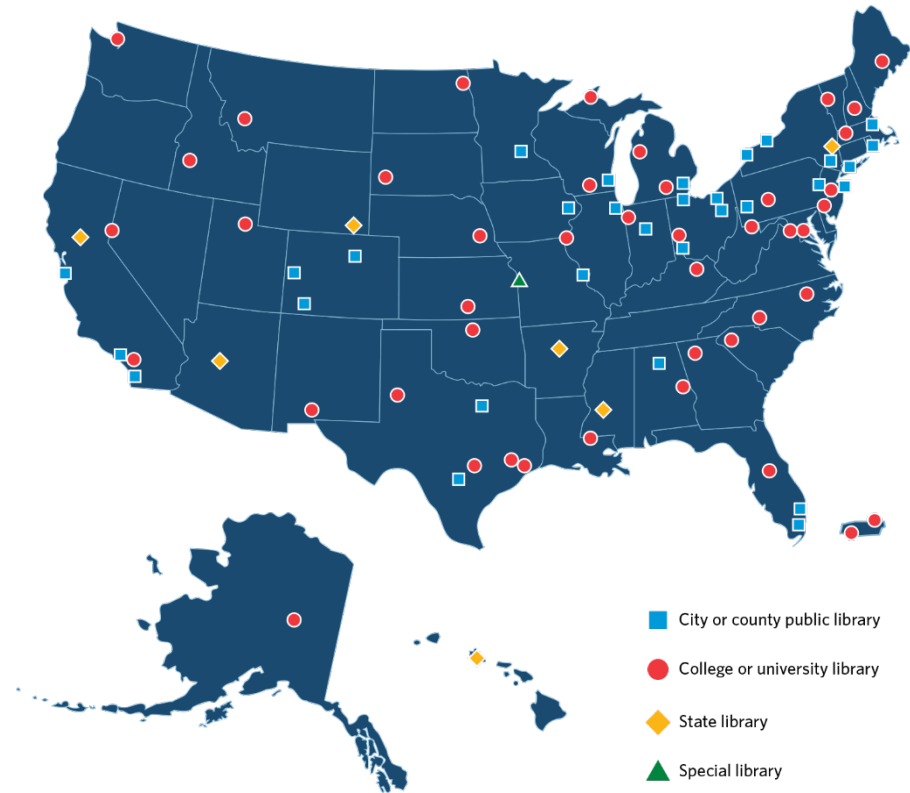 City or county public library
College or university library
State library
Special library